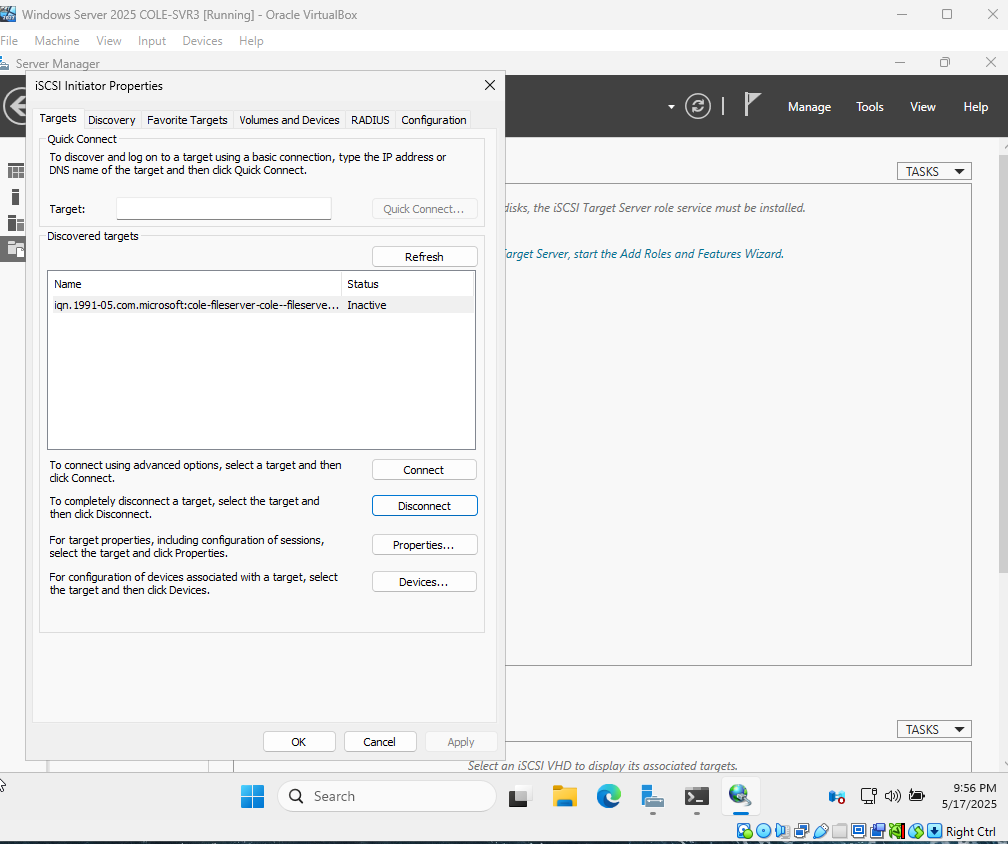 Windows Server 2025 COLE-SVR3 [Running] - Oracle VirtualBox
File Machine View Input Devices Help
Server Manager
iSCSI Initiator Properties
Manage Tools View Help
Targets Discovery Favorite Targets Volumes and Devices RADIUS Configuration
Quick Connect
To discover and log on to a target using a basic connection, type the IP address or
DNS name of the target and then click Quick Connect.
TASKS
Target:
Quick Connect...
disks, the iSCSI Target Server role service must be installed.
Discovered targets
Refresh
Target Server, start the Add Roles and Features Wizard.
Name Status
iqn.1991-05.com.microsoft:cole-fileserver-cole--fileserve... Inactive
To connect using advanced options, select a target and then
click Connect.
Connect
To completely disconnect a target, select the target and
then click Disconnect.
Disconnect
For target properties, including configuration of sessions,
select the target and click Properties.
Properties...
For configuration of devices associated with a target, select
the target and then click Devices.
Devices...
TASKS
OK Cancel Apply
Select an iSCSI VHD to display its associated targets.
Search
9:56 PM
5/17/2025
Right Ctrl